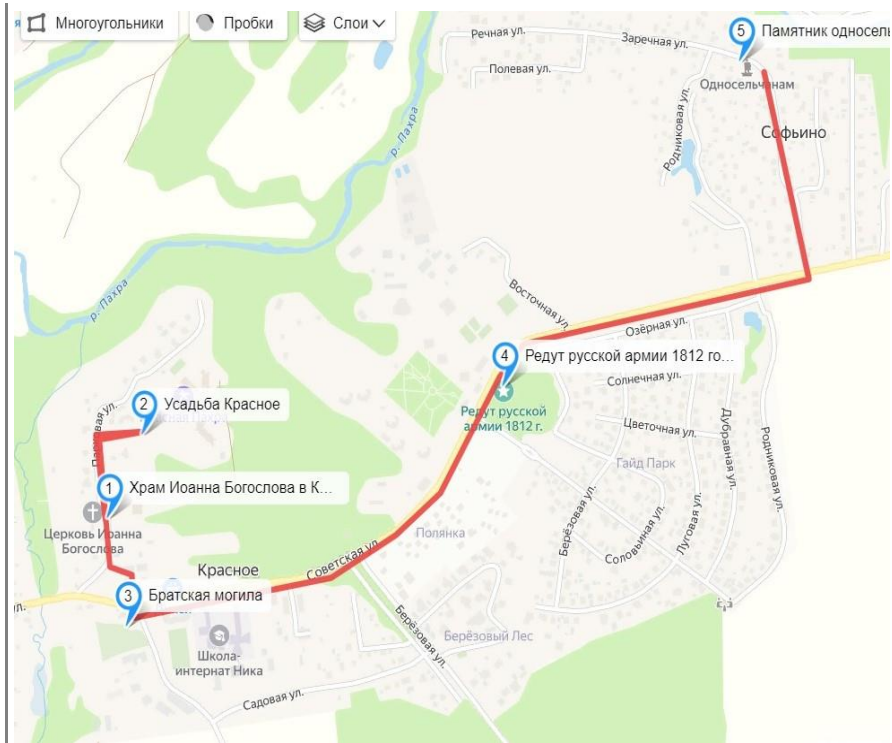 Многоугольники
Пробки
Слои
Речная ул.
Заречная ул.
5
Памятник односель
Полевая ул.
Односельчанам
Родниковая ул.
Софьино
р. Пахра
р. Пахра
Восточная ул.
Озёрная ул.
4
Редут русской армии 1812 го...
Солнечная ул.
Редут русской
армии 1812 г.
2
Усадьба Красное
Цветочная ул.
Дубравная ул.
Родниковая ул.
Гайд Парк
1
Храм Иоанна Богослова в К...
Церковь Иоанна
Богослова
Полянка
Берёзовая ул.
Соловьиная ул.
Луговая ул.
Советская ул.
Красное
3
Братская могила
ул.
Берёзовая ул.
Берёзовый Лес
Школа-
интернат Ника
Садовая ул.